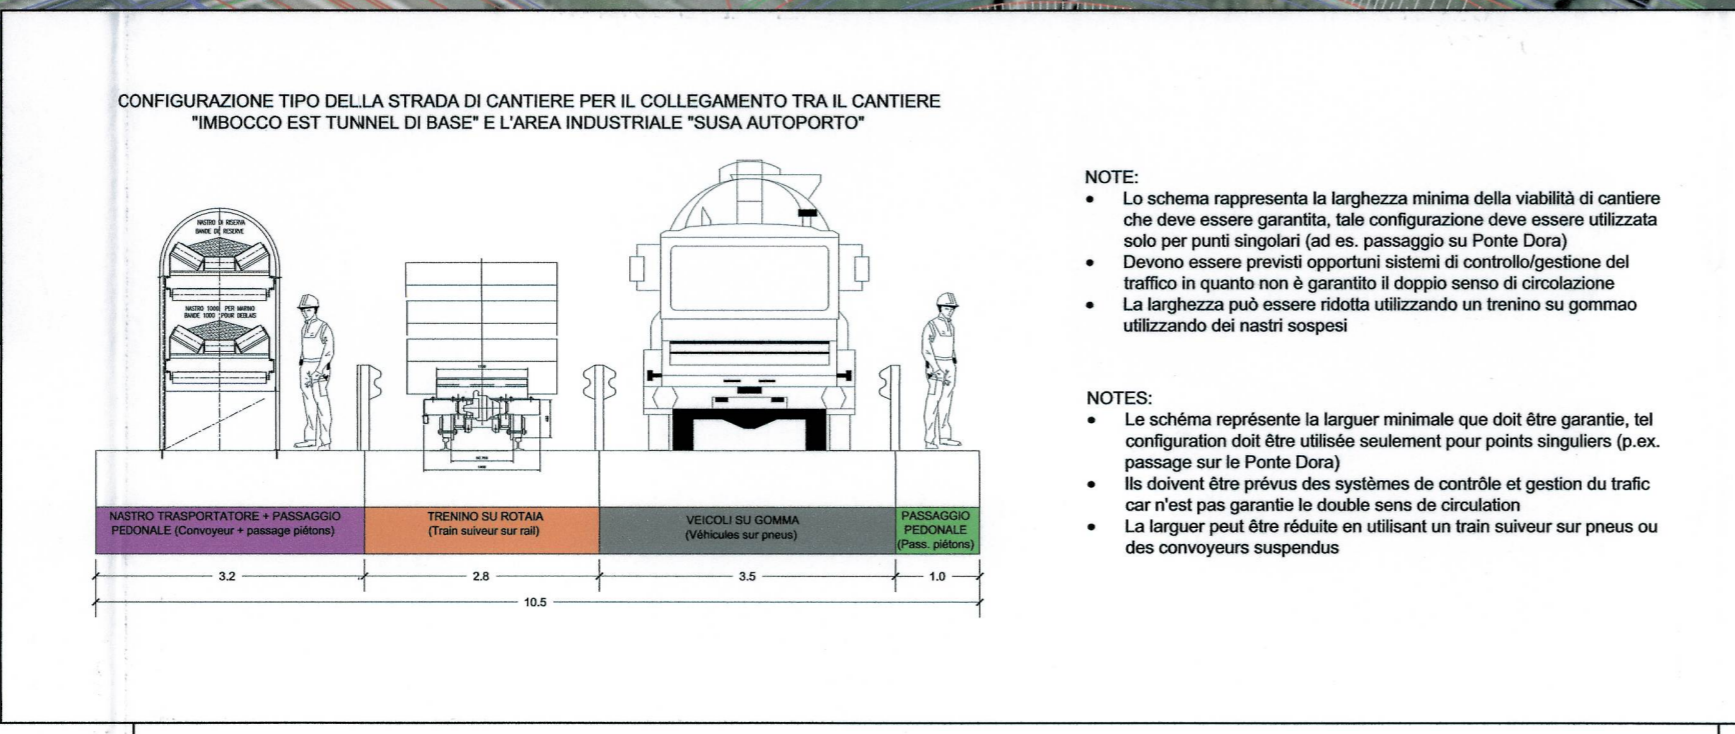 CONFIGURAZIONE TIPO DELLA STRADA DI CANTIERE PER IL COLLEGAMENTO TRA IL CANTIERE
"IMBOCCO EST TUNNEL DI BASE" E L'AREA INDUSTRIALE "SUSA AUTOPORTO"
NASTRO DI RISERVA
BANDE DE RESERVE
NASTRO 1000 PER MARINO
BANDE 1000 POUR DEBLAIS
NASTRO TRASPORTATORE + PASSAGGIO
PEDONALE (Convoyeur + passage piétons)
TRENINO SU ROTAIA
(Train suiveur sur rail)
VEICOLI SU GOMMA
(Véhicules sur pneus)
PASSAGGIO
PEDONALE
(Pass. piétons)
3.2
2.8
3.5
1.0
10.5
NOTE:
• Lo schema rappresenta la larghezza minima della viabilità di cantiere
che deve essere garantita, tale configurazione deve essere utilizzata
solo per punti singolari (ad es. passaggio su Ponte Dora)
• Devono essere previsti opportuni sistemi di controllo/gestione del
traffico in quanto non è garantito il doppio senso di circolazione
• La larghezza può essere ridotta utilizzando un trenino su gommao
utilizzando dei nastri sospesi
NOTES:
• Le schéma représente la larguer minimale que doit être garantie, tel
configuration doit être utilisée seulement pour points singuliers (p.ex.
passage sur le Ponte Dora)
• Ils doivent être prévus des systèmes de contrôle et gestion du trafic
car n'est pas garantie le double sens de circulation
• La larguer peut être réduite en utilisant un train suiveur sur pneus ou
des convoyeurs suspendus